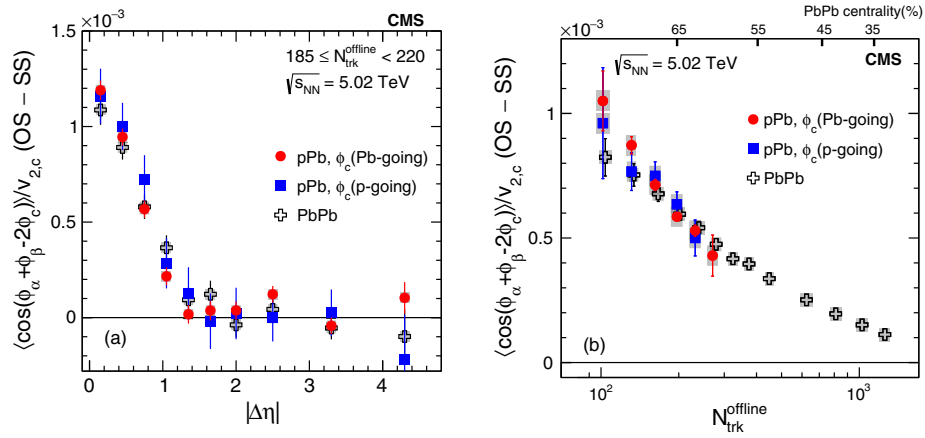 ×10⁻³
CMS
1.5
185 ≤ N_trk^offline < 220
√s_NN = 5.02 TeV
pPb, ϕ_c(Pb-going)
pPb, ϕ_c(p-going)
PbPb
1
0.5
0
(a)
0 1 2 3 4
|Δη|
⟨cos(ϕ_α+ϕ_β-2ϕ_c)⟩/v_2,c (OS − SS)
PbPb centrality(%)
×10⁻³
65 55 45 35
√s_NN = 5.02 TeV
CMS
pPb, ϕ_c(Pb-going)
pPb, ϕ_c(p-going)
PbPb
1
0.5
0
(b)
10² 10³
N_trk^offline
⟨cos(ϕ_α+ϕ_β-2ϕ_c)⟩/v_2,c (OS − SS)